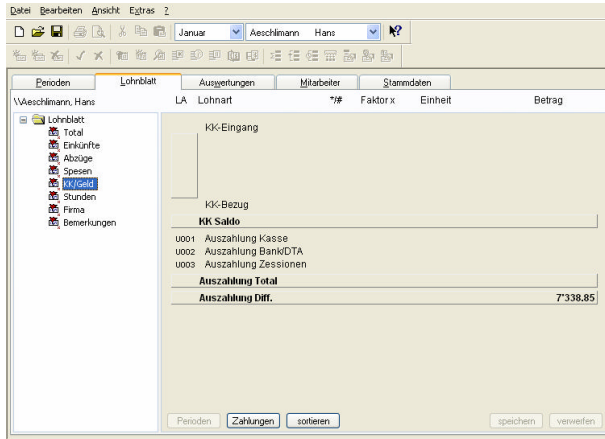 Datei Bearbeiten Ansicht Extras ?
Januar Aeschlimann Hans
Perioden Lohnblatt Auswertungen Mitarbeiter Stammdaten
\\Aeschlimann, Hans LA Lohnart */# Faktor x Einheit Betrag
Lohnblatt
Total
Einkünfte
Abzüge
Spesen
KK/Geld
Stunden
Firma
Bemerkungen
KK-Eingang
KK-Bezug
KK Saldo
U001 Auszahlung Kasse
U002 Auszahlung Bank/DTA
U003 Auszahlung Zessionen
Auszahlung Total
Auszahlung Diff. 7'338.85
Perioden Zahlungen sortieren speichern verwerfen